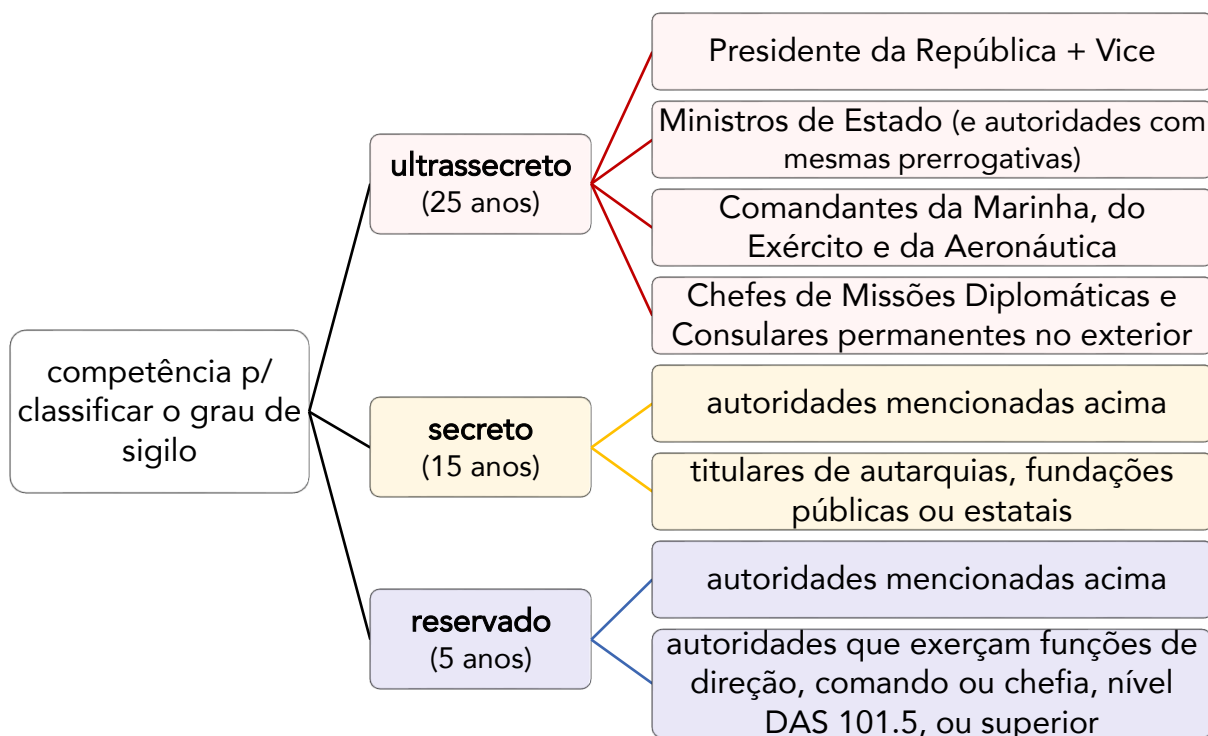 competência p/
classificar o grau de
sigilo
ultrassecreto
(25 anos)
Presidente da República + Vice
Ministros de Estado (e autoridades com
mesmas prerrogativas)
Comandantes da Marinha, do
Exército e da Aeronáutica
Chefes de Missões Diplomáticas e
Consulares permanentes no exterior
secreto
(15 anos)
autoridades mencionadas acima
titulares de autarquias, fundações
públicas ou estatais
reservado
(5 anos)
autoridades mencionadas acima
autoridades que exerçam funções de
direção, comando ou chefia, nível
DAS 101.5, ou superior